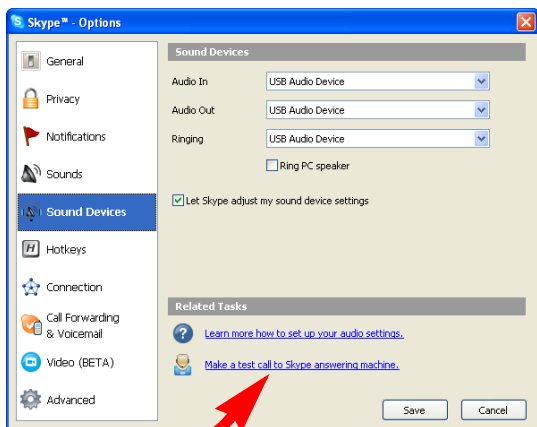 Skype™ - Options
General
Privacy
Notifications
Sounds
Sound Devices
H Hotkeys
Connection
Call Forwarding
& Voicemail
Video (BETA)
Advanced
Sound Devices
Audio In USB Audio Device
Audio Out USB Audio Device
Ringing USB Audio Device
Ring PC speaker
Let Skype adjust my sound device settings
Related Tasks
? Learn more how to set up your audio settings.
Make a test call to Skype answering machine.
Save Cancel